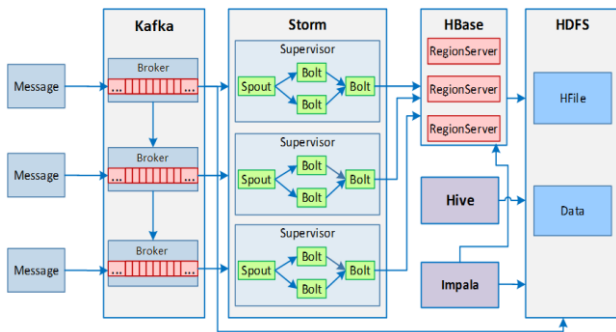 Kafka
Storm
HBase
HDFS
Message
Broker
... ...
Supervisor
Spout
Bolt
Bolt
Bolt
RegionServer
RegionServer
RegionServer
HFile
Message
Broker
... ...
Supervisor
Spout
Bolt
Bolt
Bolt
Hive
Data
Message
Broker
... ...
Supervisor
Spout
Bolt
Bolt
Bolt
Impala